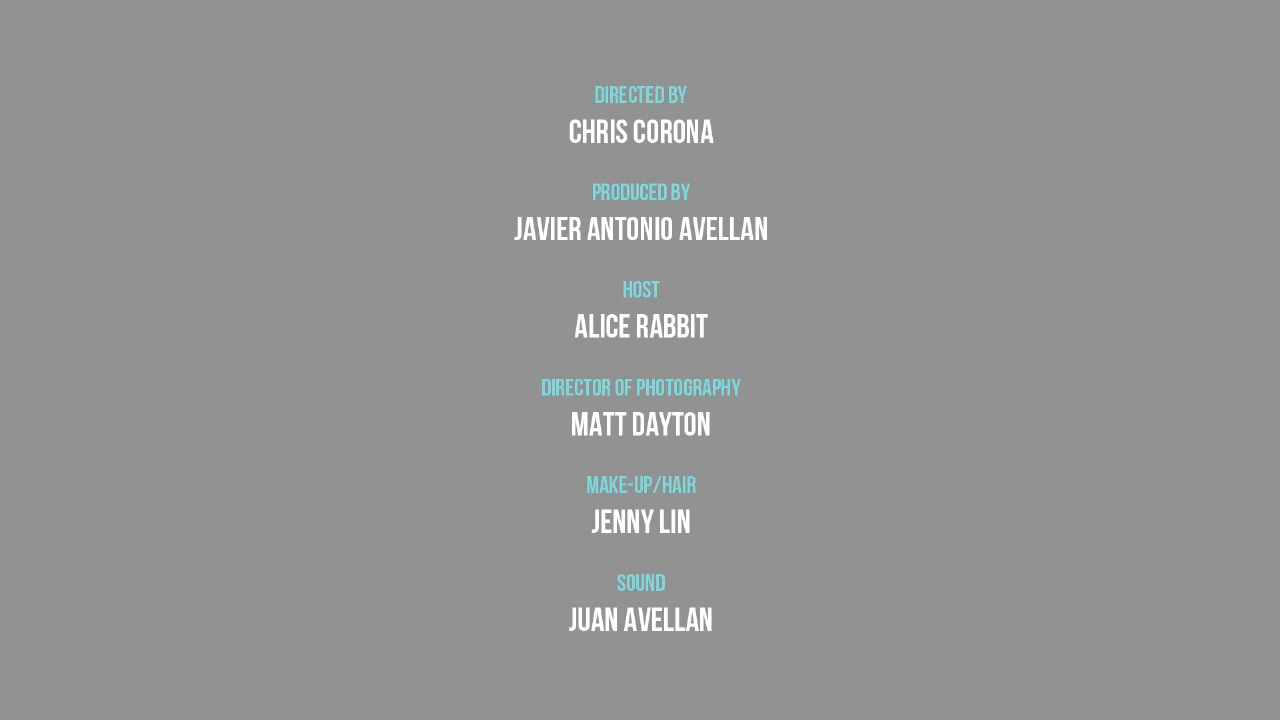 DIRECTED BY
CHRIS CORONA
PRODUCED BY
JAVIER ANTONIO AVELLAN
HOST
ALICE RABBIT
DIRECTOR OF PHOTOGRAPHY
MATT DAYTON
MAKE-UP/HAIR
JENNY LIN
SOUND
JUAN AVELLAN